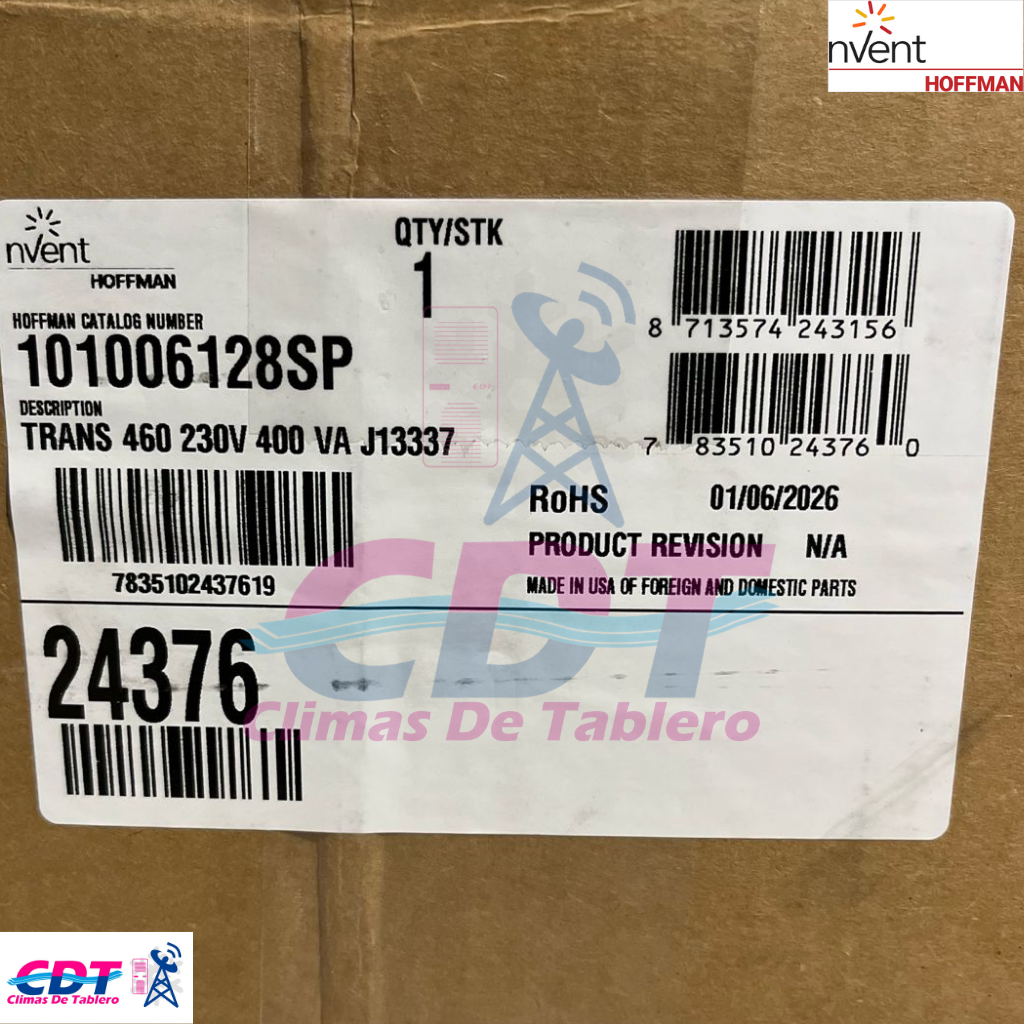 nVent
HOFFMAN
nVent
HOFFMAN
QTY/STK
1
8 713574 243156
HOFFMAN CATALOG NUMBER
101006128SP
DESCRIPTION
TRANS 460 230V 400 VA J13337
7 83510 24376 0
RoHS 01/06/2026
PRODUCT REVISION N/A
MADE IN USA OF FOREIGN AND DOMESTIC PARTS
7835102437619
24376
CDT
Climas De Tablero
CDT
Climas De Tablero